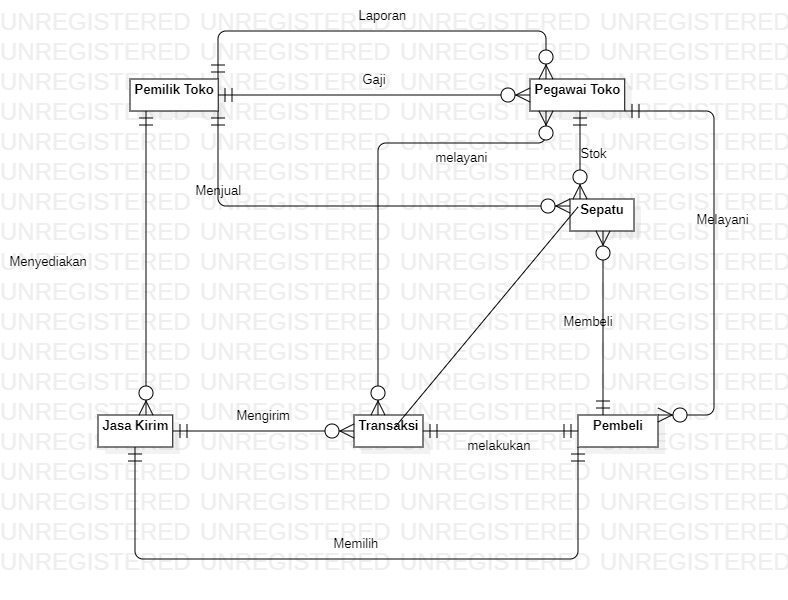 UNREGISTERED UNREGISTERED UNREGISTERED UNREGISTERED
Laporan
Pemilik Toko
Gaji
Pegawai Toko
melayani
Stok
Menjual
Sepatu
Melayani
Menyediakan
Membeli
Jasa Kirim
Mengirim
Transaksi
melakukan
Pembeli
Memilih